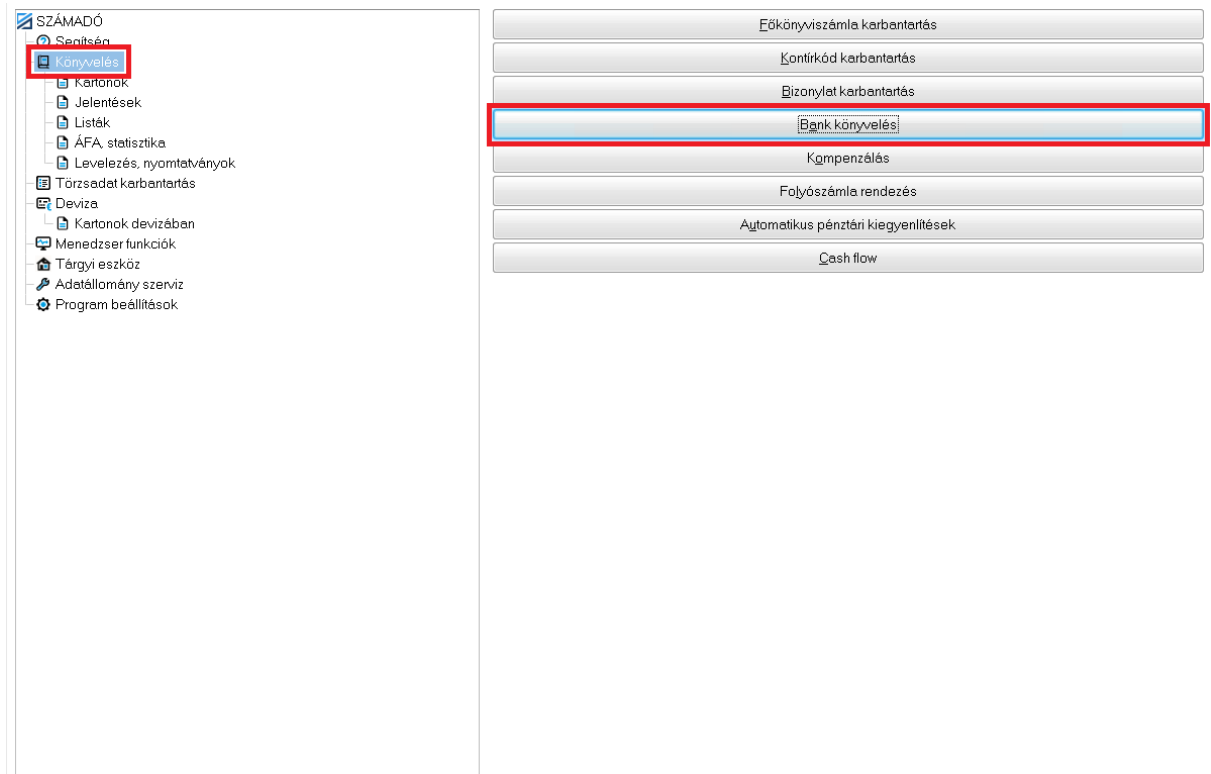 SZÁMADÓ
Segítség
Könyvelés
Kartonok
Jelentések
Listák
ÁFA, statisztika
Levelezés, nyomtatványok
Törzsadat karbantartás
Deviza
Kartonok devizában
Menedzser funkciók
Tárgyi eszköz
Adatállomány szerviz
Program beállítások
Főkönyviszámla karbantartás
Kontírkód karbantartás
Bizonylat karbantartás
Bank könyvelés
Kompenzálás
Folyószámla rendezés
Automatikus pénztári kiegyenlítések
Cash flow